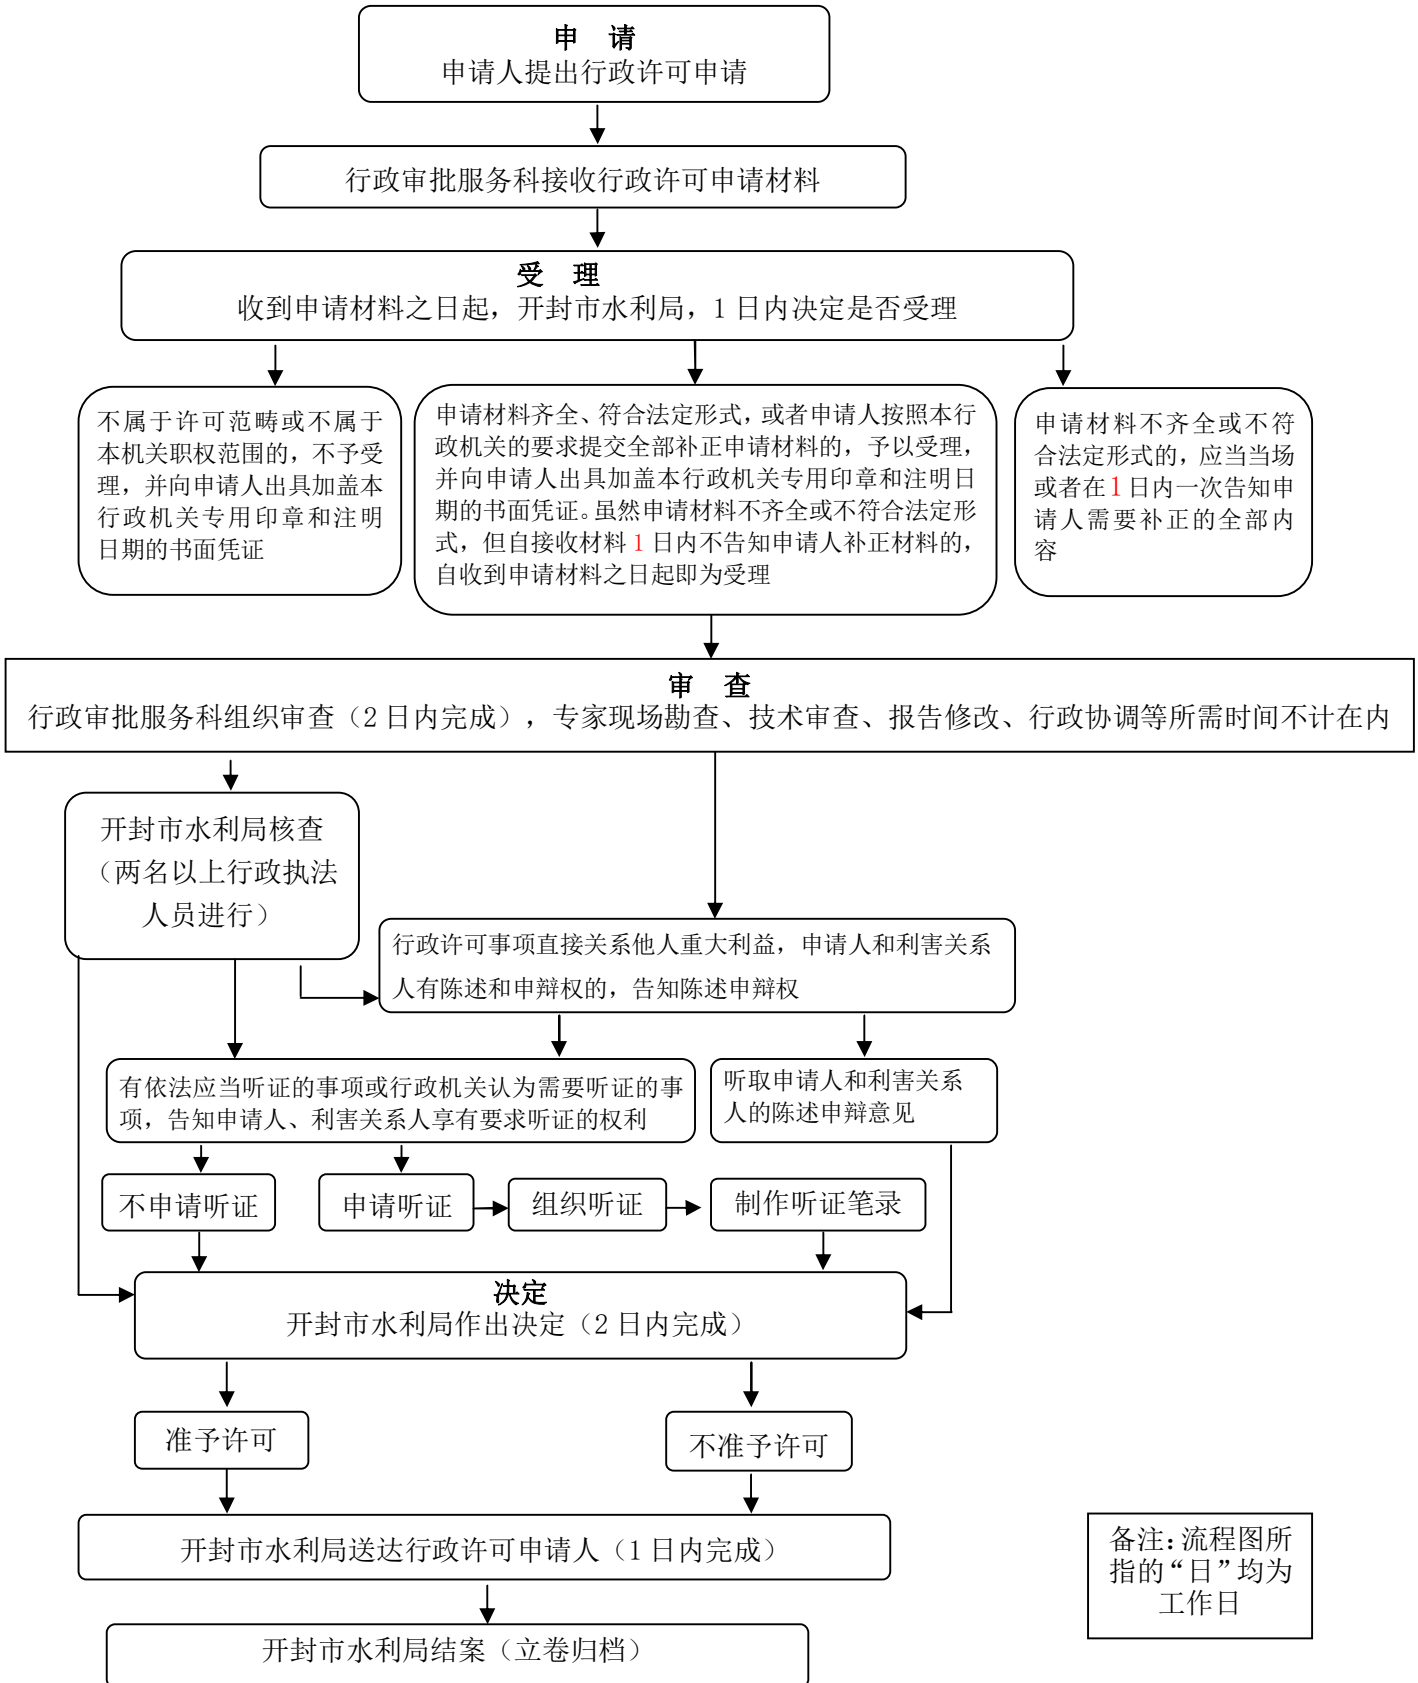 申　请
申请人提出行政许可申请
行政审批服务科接收行政许可申请材料
受　理
收到申请材料之日起，开封市水利局，1 日内决定是否受理
不属于许可范畴或不属于
本机关职权范围的，不予受
理，并向申请人出具加盖本
行政机关专用印章和注明
日期的书面凭证
申请材料齐全、符合法定形式，或者申请人按照本行
政机关的要求提交全部补正申请材料的，予以受理，
并向申请人出具加盖本行政机关专用印章和注明日
期的书面凭证。虽然申请材料不齐全或不符合法定形
式，但自接收材料 1 日内不告知申请人补正材料的，
自收到申请材料之日起即为受理
申请材料不齐全或不符
合法定形式的，应当当场
或者在1 日内一次告知申
请人需要补正的全部内
容
审　查
行政审批服务科组织审查（2 日内完成），专家现场勘查、技术审查、报告修改、行政协调等所需时间不计在内
开封市水利局核查
（两名以上行政执法
人员进行）
行政许可事项直接关系他人重大利益，申请人和利害关系
人有陈述和申辩权的，告知陈述申辩权
有依法应当听证的事项或行政机关认为需要听证的事
项，告知申请人、利害关系人享有要求听证的权利
听取申请人和利害关系
人的陈述申辩意见
不申请听证
申请听证
组织听证
制作听证笔录
决定
开封市水利局作出决定（2 日内完成）
准予许可
不准予许可
开封市水利局送达行政许可申请人（1 日内完成）
开封市水利局结案（立卷归档）
备注：流程图所
指的“日”均为
工作日